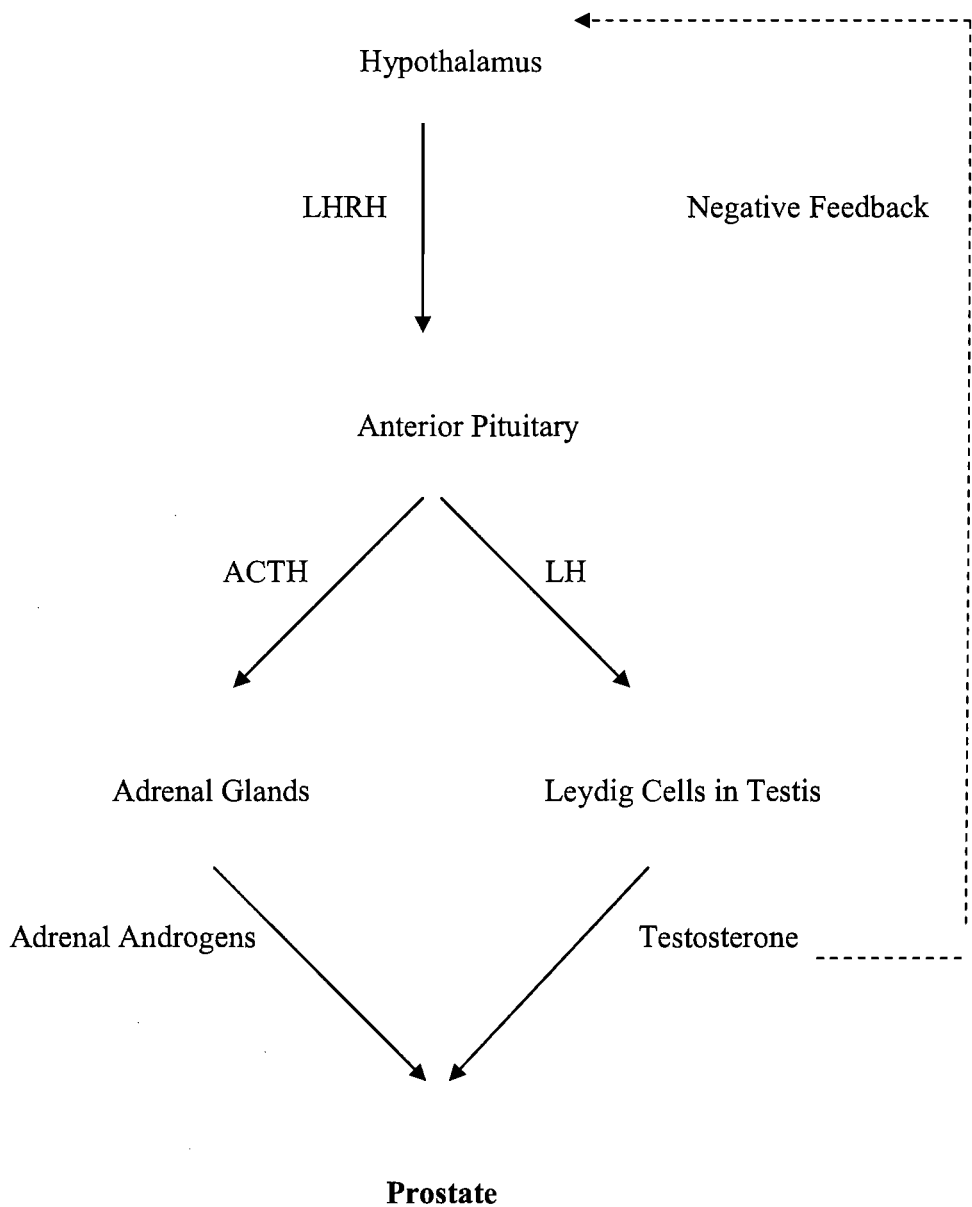 Hypothalamus
LHRH
Negative Feedback
Anterior Pituitary
ACTH
LH
Adrenal Glands
Leydig Cells in Testis
Adrenal Androgens
Testosterone
Prostate